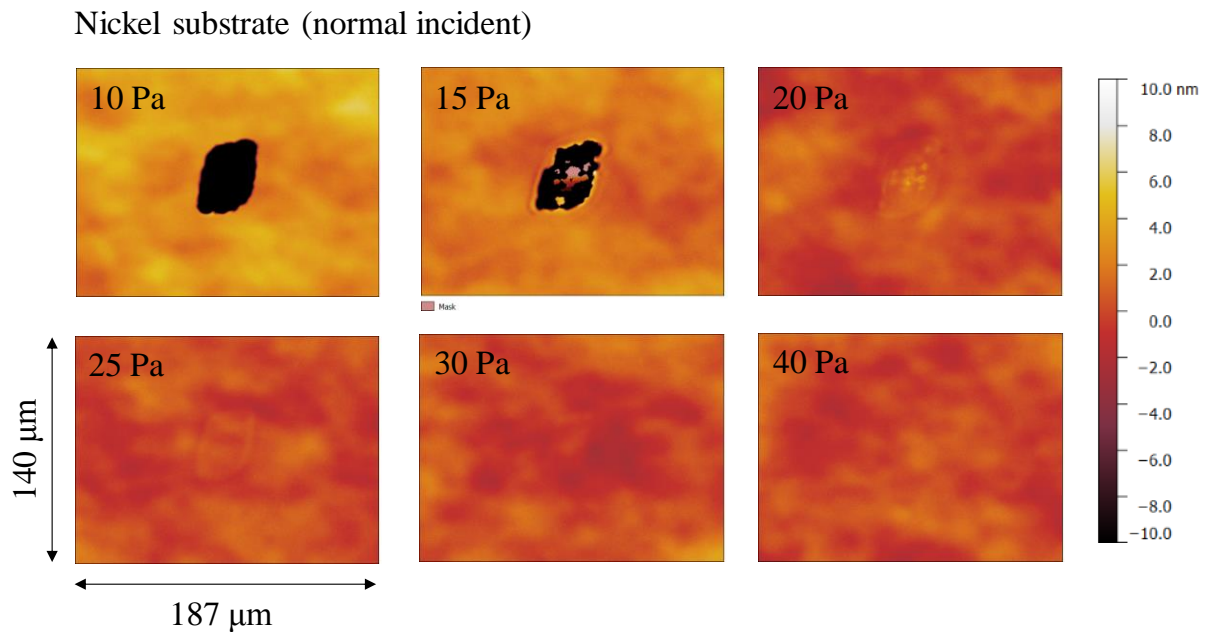 Nickel substrate (normal incident)
10 Pa
15 Pa
20 Pa
10.0 nm
8.0
6.0
4.0
2.0
0.0
−2.0
−4.0
−6.0
−8.0
−10.0
Mask
25 Pa
30 Pa
40 Pa
140 μm
187 μm